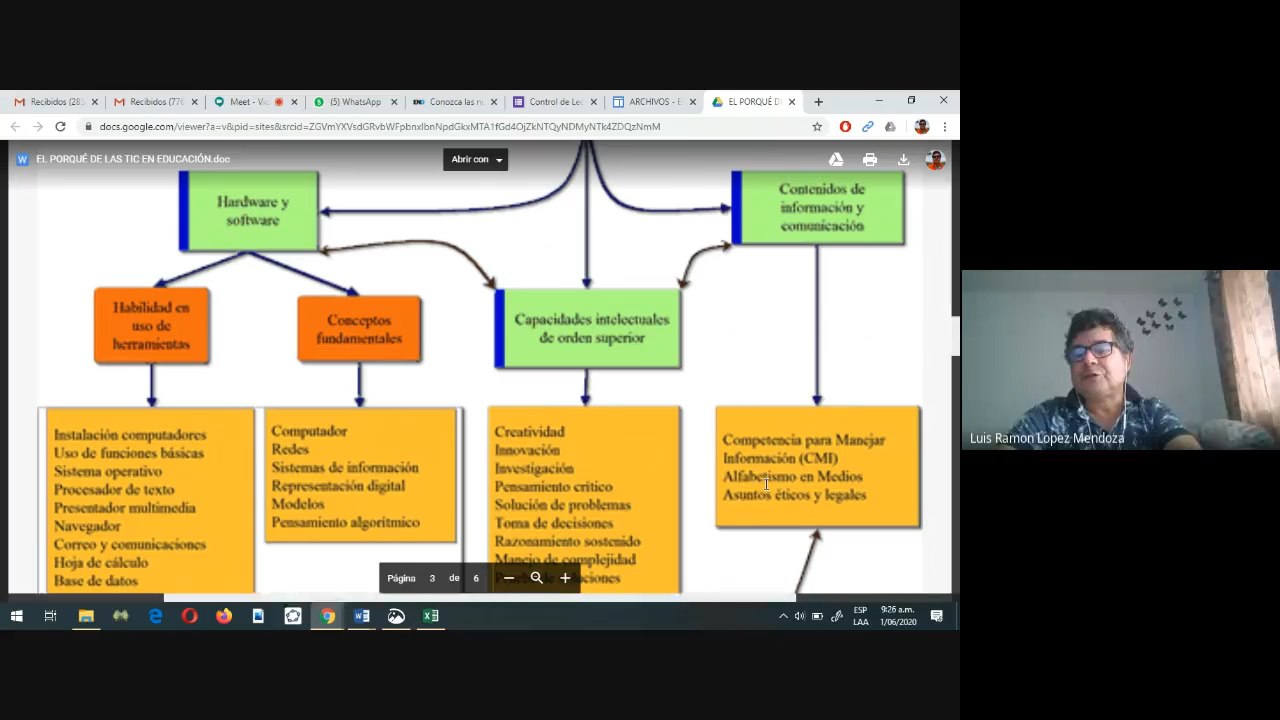 Recibidos (285
Recibidos (770
Meet - Vic
(5) WhatsApp
Conozca las n
Control de Lec
ARCHIVOS - E
EL PORQUÉ D
docs.google.com/viewer?a=v&pid=sites&srcid=
EL PORQUÉ DE LAS TIC EN EDUCACIÓN.doc
Abrir con
Hardware y
software
Contenidos de
información y
comunicación
Habilidad en
uso de
herramientas
Conceptos
fundamentales
Capacidades intelectuales
de orden superior
Instalación computadores
Uso de funciones básicas
Sistema operativo
Procesador de texto
Presentador multimedia
Navegador
Correo y comunicaciones
Hoja de cálculo
Base de datos
Computador
Redes
Sistemas de información
Representación digital
Modelos
Pensamiento algorítmico
Creatividad
Innovación
Investigación
Pensamiento crítico
Solución de problemas
Toma de decisiones
Razonamiento sostenido
Manejo de complejidad
Competencia para Manejar
Información (CMI)
Alfabetismo en Medios
Asuntos éticos y legales
Página 3 de 6
Luis Ramon Lopez Mendoza
ESP
LAA
9:26 a.m.
1/06/2020